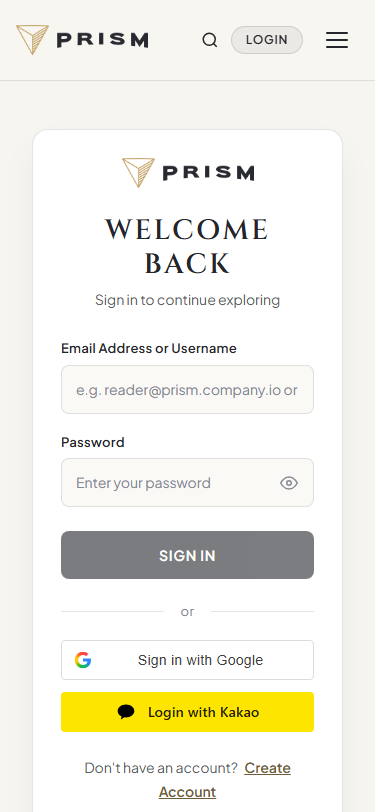 PRISM
LOGIN
PRISM
WELCOME
BACK
Sign in to continue exploring
Email Address or Username
e.g. reader@prism.company.io or
Password
Enter your password
SIGN IN
or
Sign in with Google
Login with Kakao
Don't have an account? Create
Account